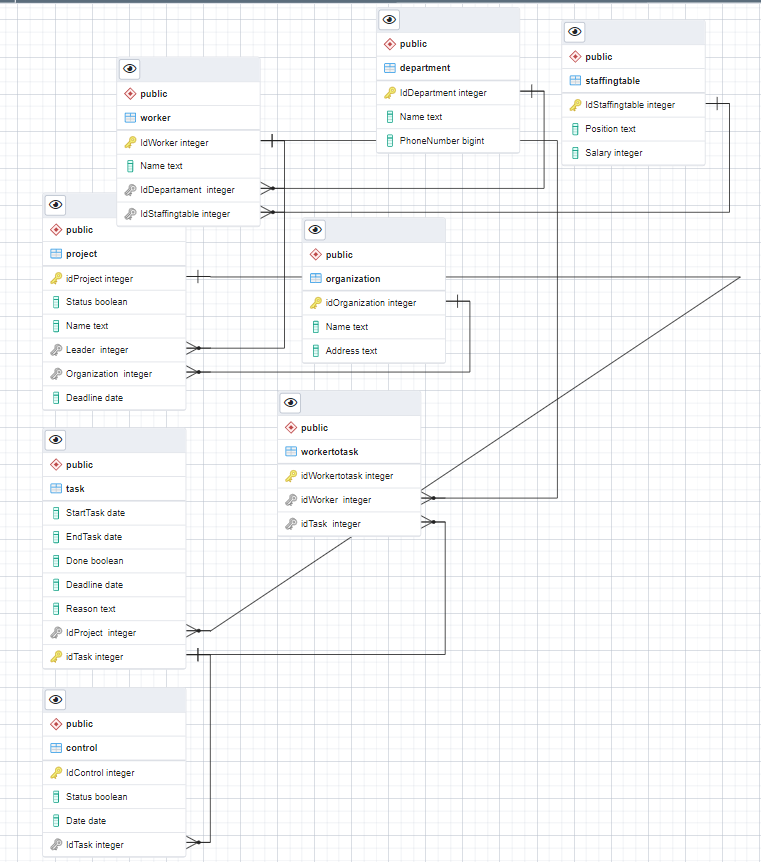 public
department
IdDepartment integer
Name text
PhoneNumber bigint
public
staffingtable
IdStaffingtable integer
Position text
Salary integer
public
worker
IdWorker integer
Name text
IdDepartament integer
IdStaffingtable integer
public
project
idProject integer
Status boolean
Name text
Leader integer
Organization integer
Deadline date
public
organization
idOrganization integer
Name text
Address text
public
workertotask
idWorkertotask integer
idWorker integer
idTask integer
public
task
StartTask date
EndTask date
Done boolean
Deadline date
Reason text
IdProject integer
idTask integer
public
control
IdControl integer
Status boolean
Date date
IdTask integer